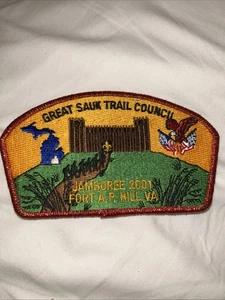 GREAT SAUK TRAIL COUNCIL
JAMBOREE 2001
FORT A.P. HILL VA